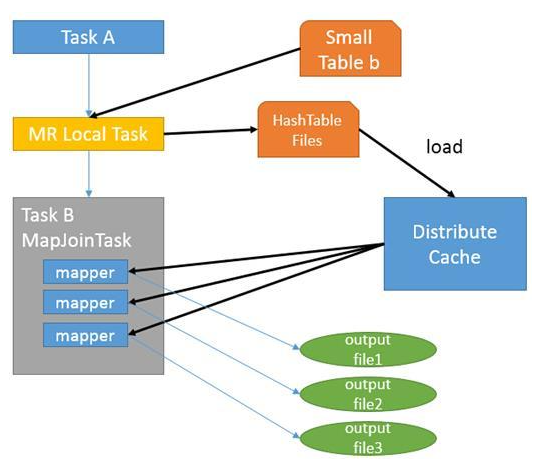 Task A
Small
Table b
MR Local Task
HashTable
Files
load
Task B
MapJoinTask
Distribute
Cache
mapper
mapper
mapper
output
file1
output
file2
output
file3